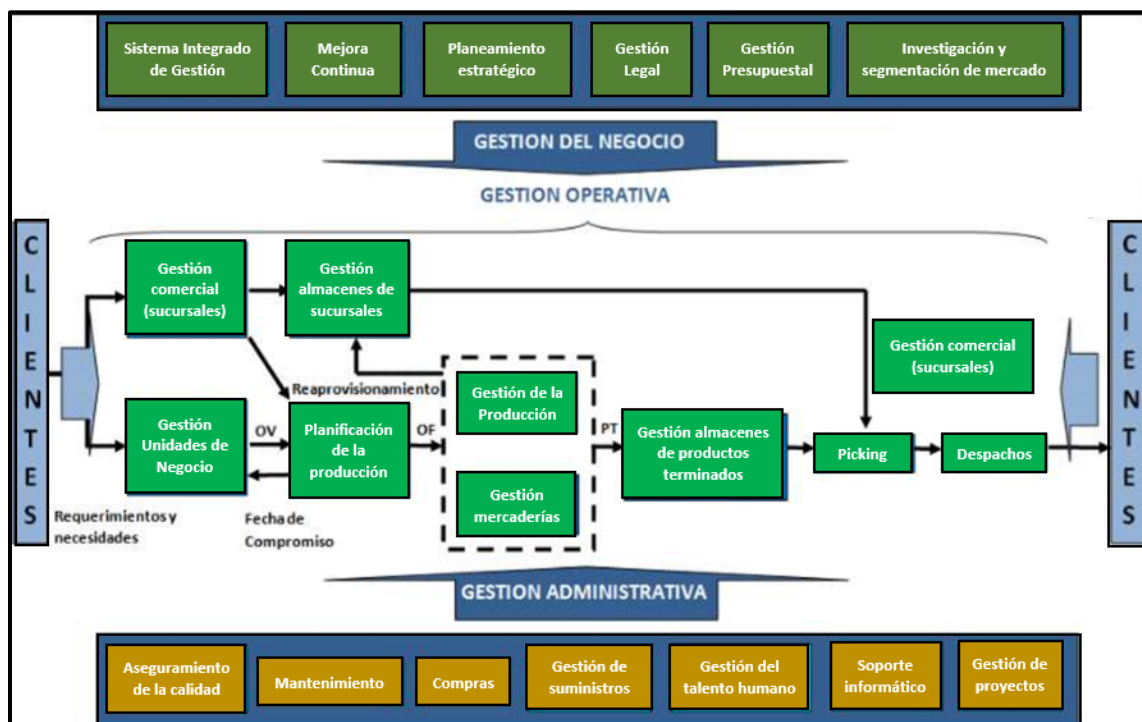 Sistema Integrado
de Gestión
Mejora
Continua
Planeamiento
estratégico
Gestión
Legal
Gestión
Presupuestal
Investigación y
segmentación de mercado
GESTION DEL NEGOCIO
GESTION OPERATIVA
CLIENTES
Gestión
comercial
(sucursales)
Gestión
almacenes de
sucursales
Gestión comercial
(sucursales)
CLIENTES
Reaprovisionamiento
Gestión
Unidades de
Negocio
OV
Planificación
de la
producción
OF
Gestión de la
Producción
Gestión
mercaderías
PT
Gestión almacenes
de productos
terminados
Picking
Despachos
Requerimientos y
necesidades
Fecha de
Compromiso
GESTION ADMINISTRATIVA
Aseguramiento
de la calidad
Mantenimiento
Compras
Gestión de
suministros
Gestión del
talento humano
Soporte
informático
Gestión de
proyectos